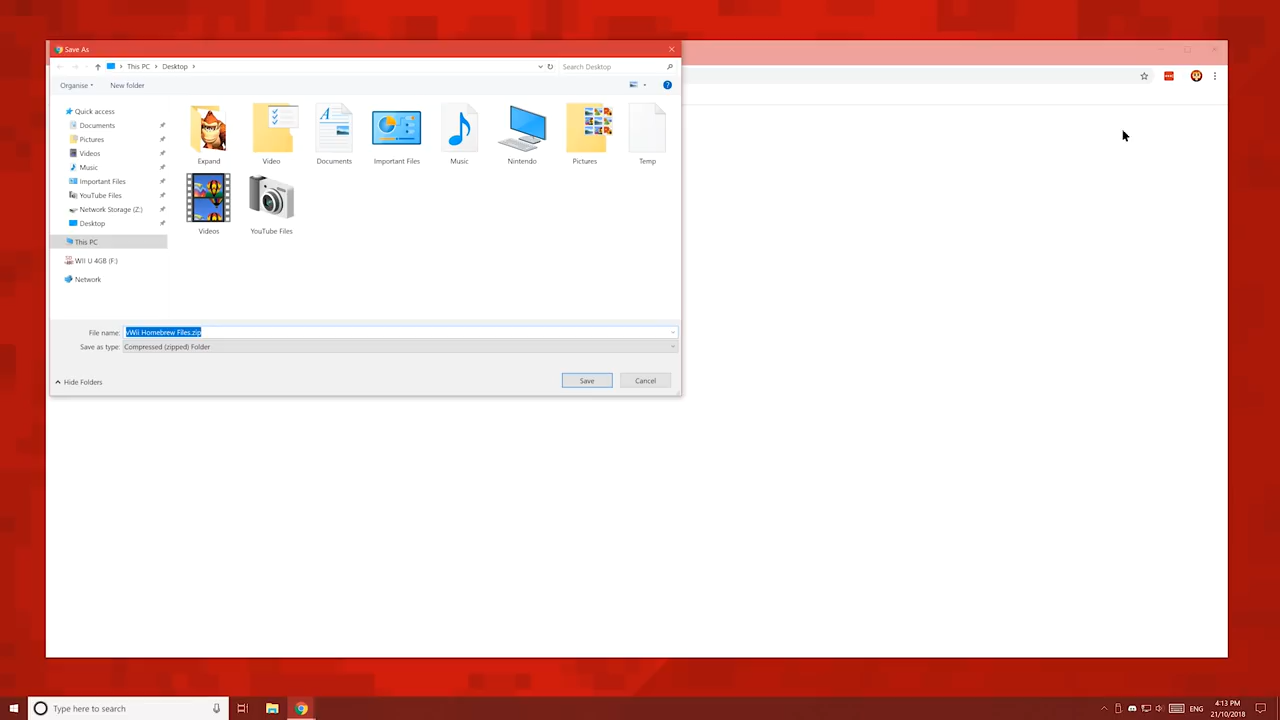 Save As
This PC
Desktop
Search Desktop
Organise
New folder
Quick access
Documents
Pictures
Videos
Music
Important Files
YouTube Files
Network Storage (Z:)
Desktop
This PC
WII U 4GB (F:)
Network
Expand
Video
Documents
Important Files
Music
Nintendo
Pictures
Temp
Videos
YouTube Files
File name:
vWii Homebrew Files.zip
Save as type:
Compressed (zipped) Folder
Hide Folders
Save
Cancel
Type here to search
ENG
4:13 PM
21/10/2018